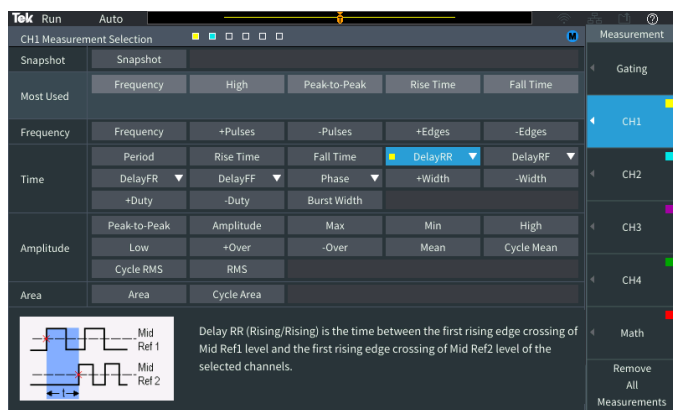 Tek Run Auto
CH1 Measurement Selection M Measurement
Snapshot Snapshot
Gating
Most Used Frequency High Peak-to-Peak Rise Time Fall Time
CH1
Frequency Frequency +Pulses -Pulses +Edges -Edges
Time Period Rise Time Fall Time DelayRR DelayRF
DelayFR DelayFF Phase +Width -Width
CH2
+Duty -Duty Burst Width
Amplitude Peak-to-Peak Amplitude Max Min High
CH3
Low +Over -Over Mean Cycle Mean
Cycle RMS RMS
CH4
Area Area Cycle Area
Mid
Ref 1
Mid
Ref 2
t
Delay RR (Rising/Rising) is the time between the first rising edge crossing of
Mid Ref1 level and the first rising edge crossing of Mid Ref2 level of the
selected channels.
Math
Remove
All
Measurements